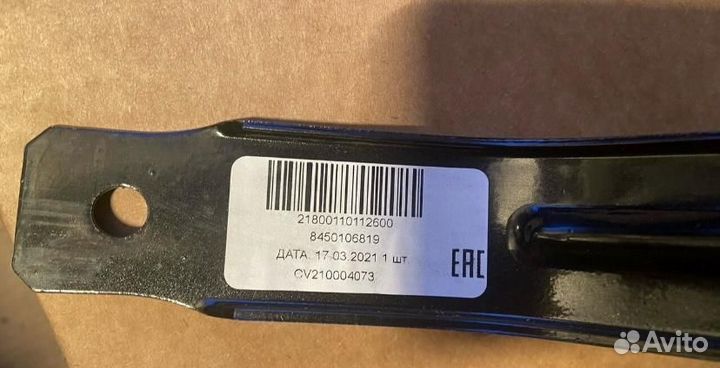 21800110112600
8450106819
ДАТА. 17.03.2021 1 шт
CV210004073
EAC
Avito